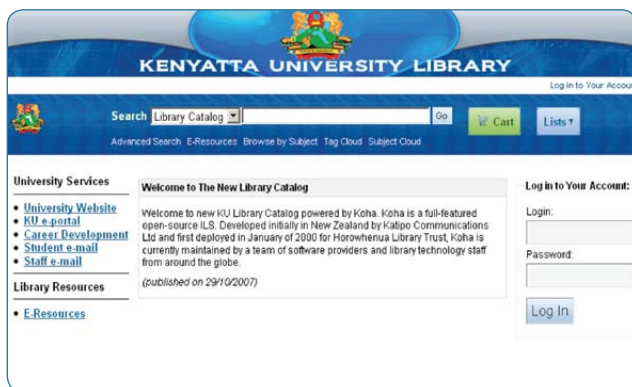 KENYATTA UNIVERSITY LIBRARY
Log in to Your Accou
Search Library Catalog Go Cart Lists
Advanced Search E-Resources Browse by Subject Tag Cloud Subject Cloud
University Services
University Website
KU e-portal
Career Development
Student e-mail
Staff e-mail
Library Resources
E-Resources
Welcome to The New Library Catalog
Welcome to new KU Library Catalog powered by Koha. Koha is a full-featured
open-source ILS. Developed initially in New Zealand by Katipo Communications
Ltd and first deployed in January of 2000 for Horowhenua Library Trust, Koha is
currently maintained by a team of software providers and library technology staff
from around the globe.
(published on 29/10/2007)
Log in to Your Account:
Login:
Password:
Log In